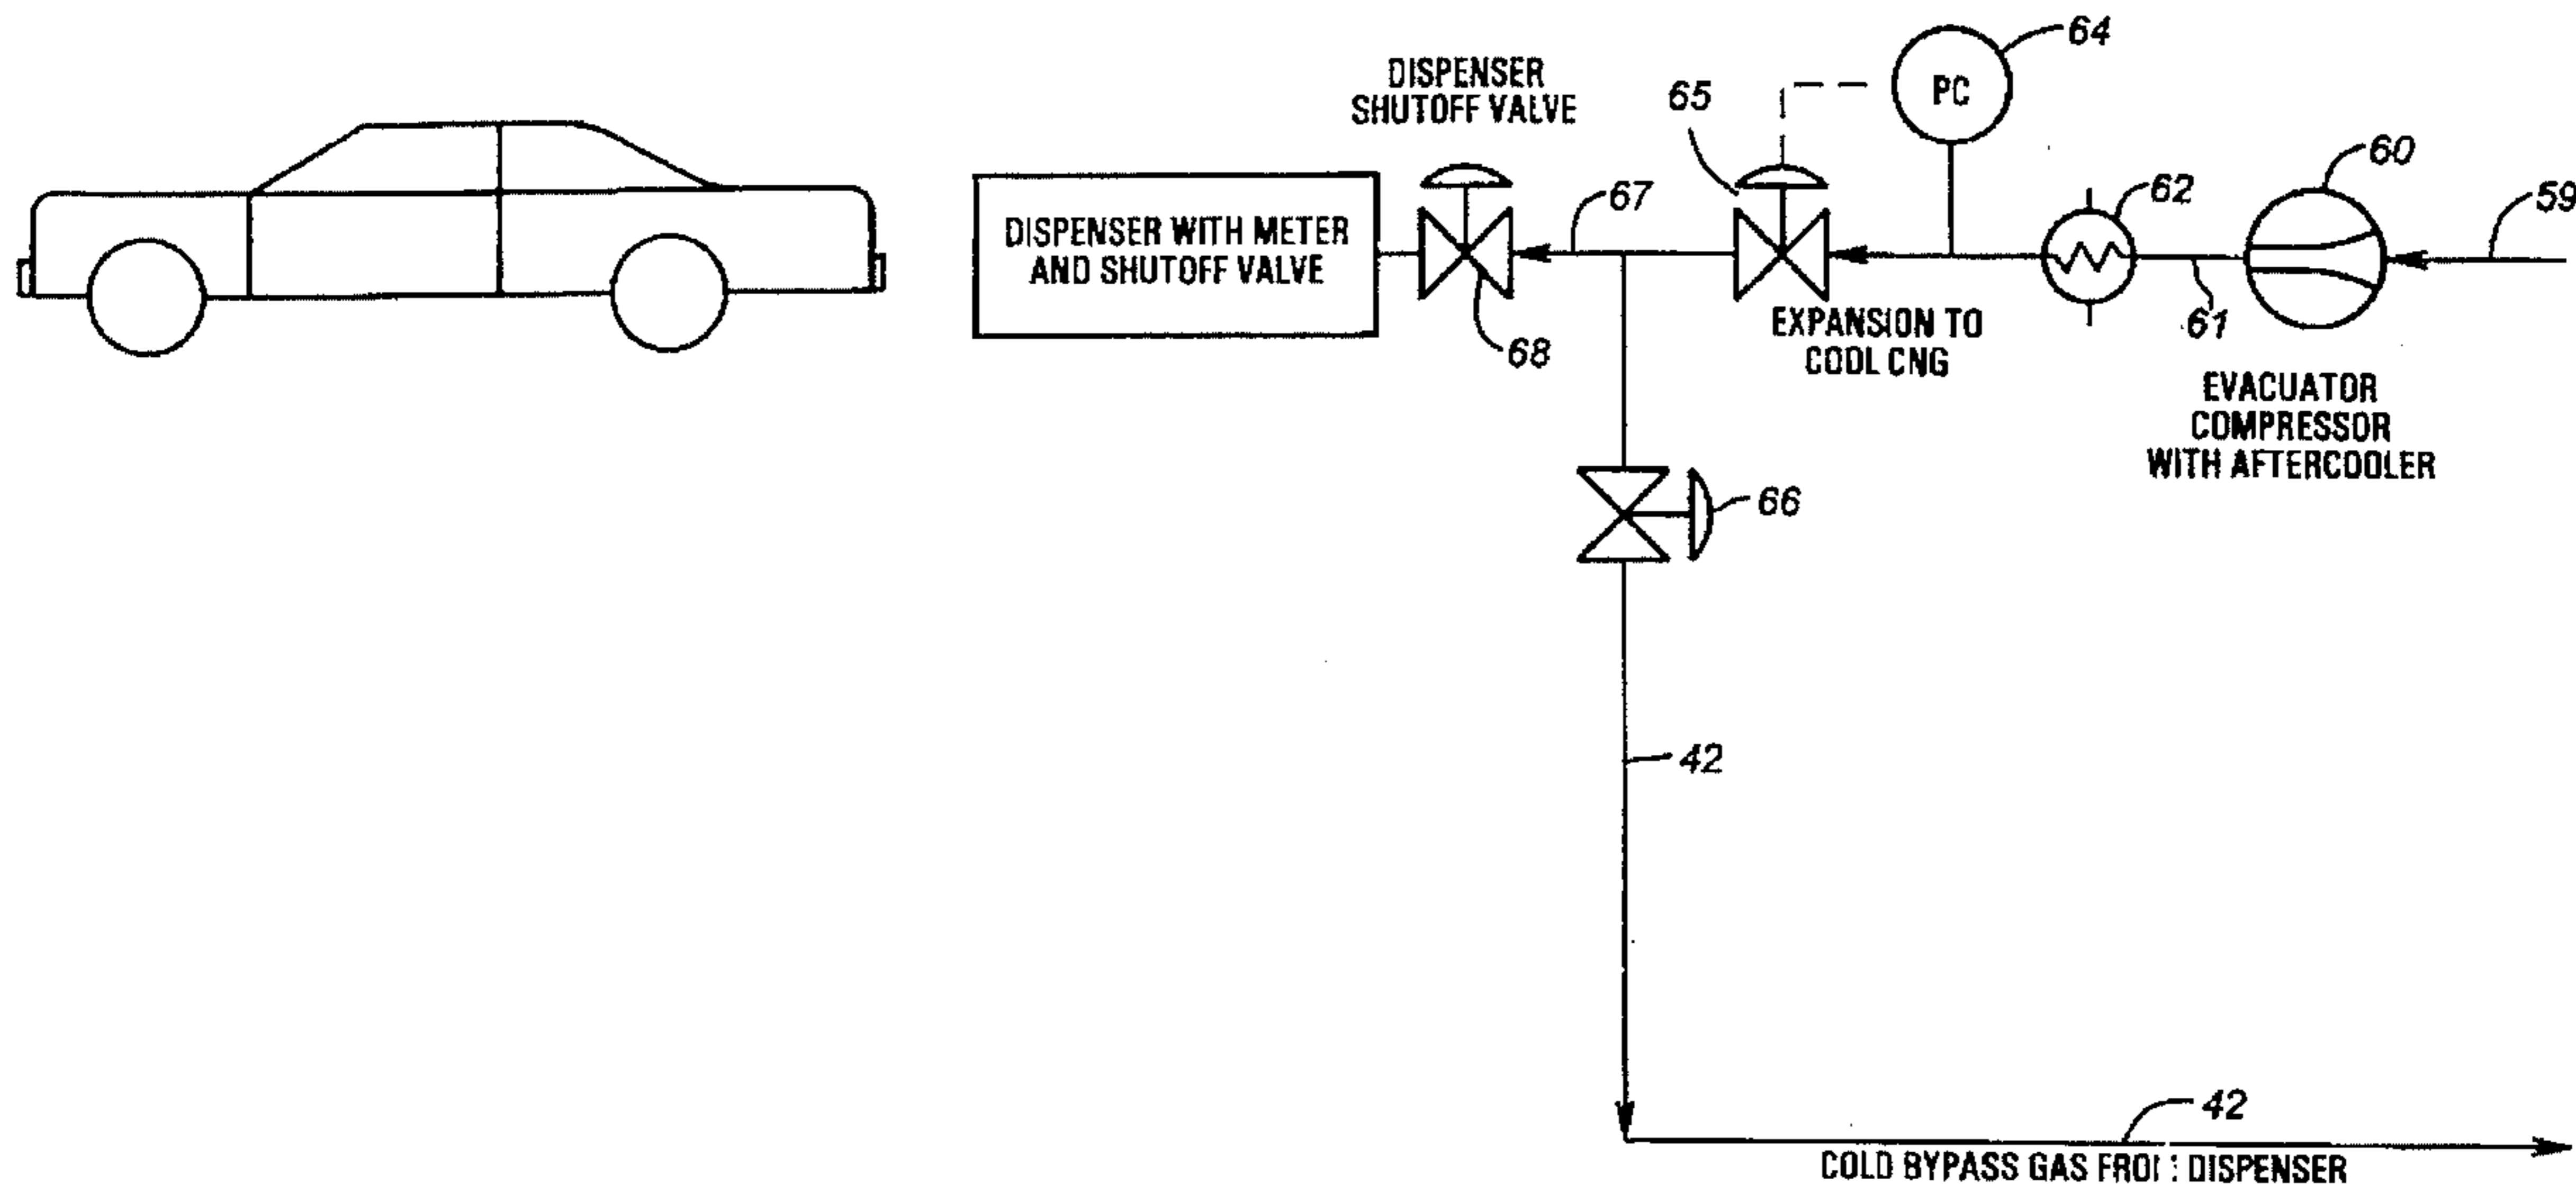 64
DISPENSER
SHUTOFF VALVE
65
PC
60
62
59
67
DISPENSER WITH METER
AND SHUTOFF VALVE
61
68
EXPANSION TO
COOL CNG
EVACUATOR
COMPRESSOR
WITH AFTERCOOLER
66
42
42
COLD BYPASS GAS FRO : DISPENSER